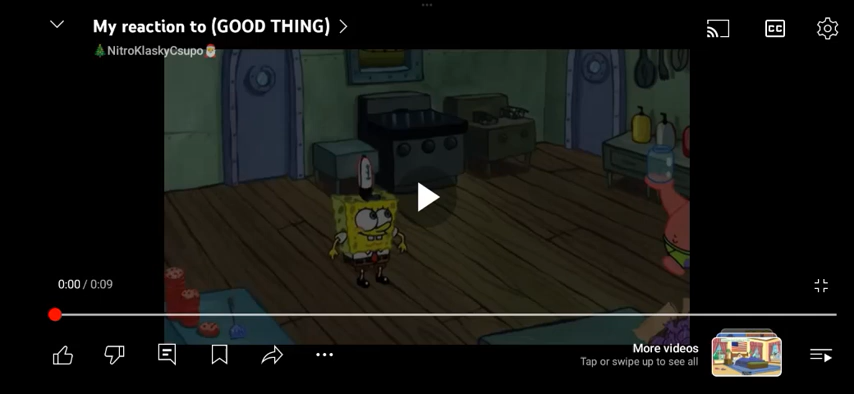 My reaction to (GOOD THING)
🎄NitroKlaskyCsupo🎅
CC
0:00 / 0:09
More videos
Tap or swipe up to see all